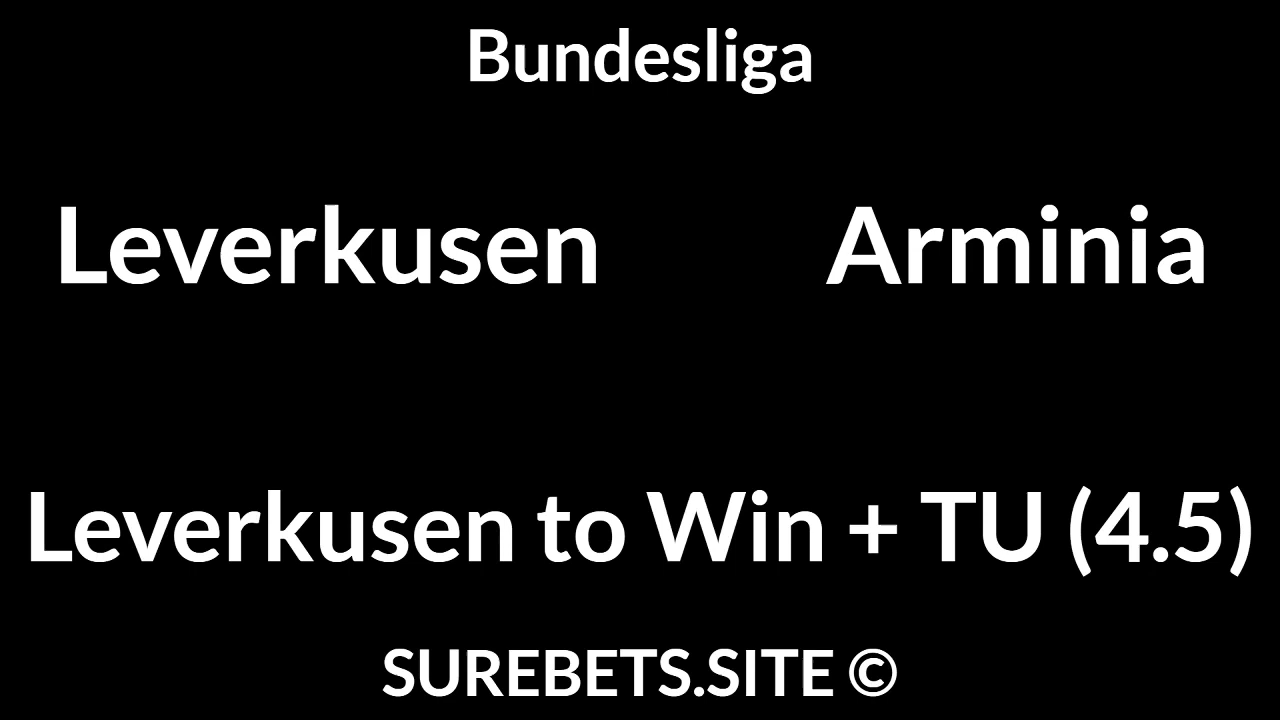 Bundesliga
Leverkusen Arminia
Leverkusen to Win + TU (4.5)
SUREBETS.SITE ©